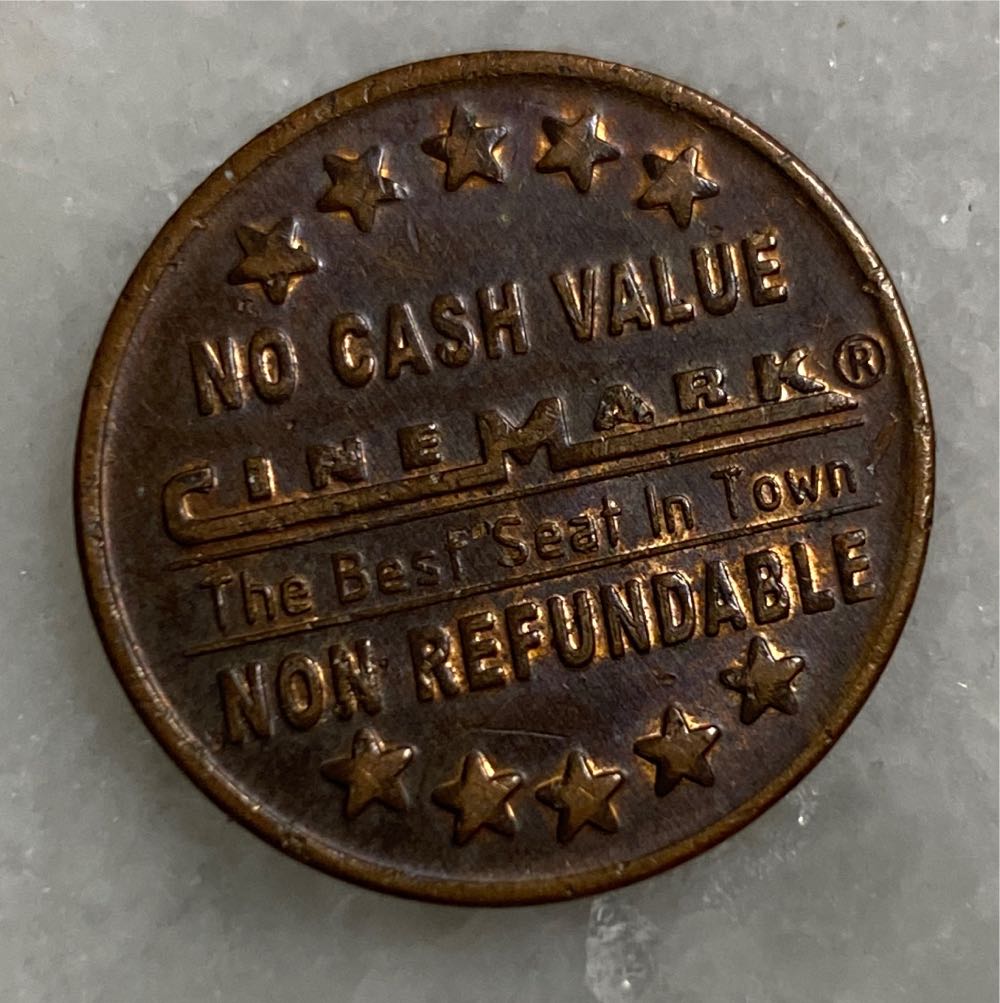 NO CASH VALUE
CINEMARK®
The Best Seat In Town
NON REFUNDABLE